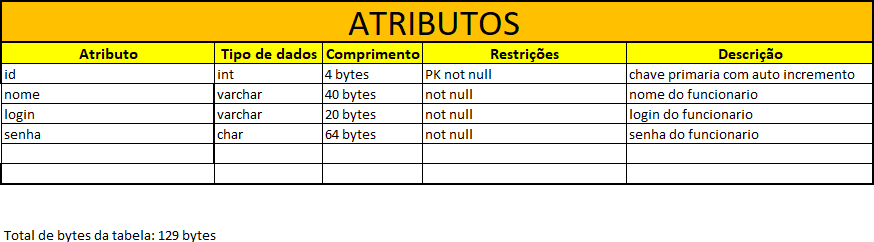 ATRIBUTOS
Atributo Tipo de dados Comprimento Restrições Descrição
id int 4 bytes PK not null chave primaria com auto incremento
nome varchar 40 bytes not null nome do funcionario
login varchar 20 bytes not null login do funcionario
senha char 64 bytes not null senha do funcionario
Total de bytes da tabela: 129 bytes